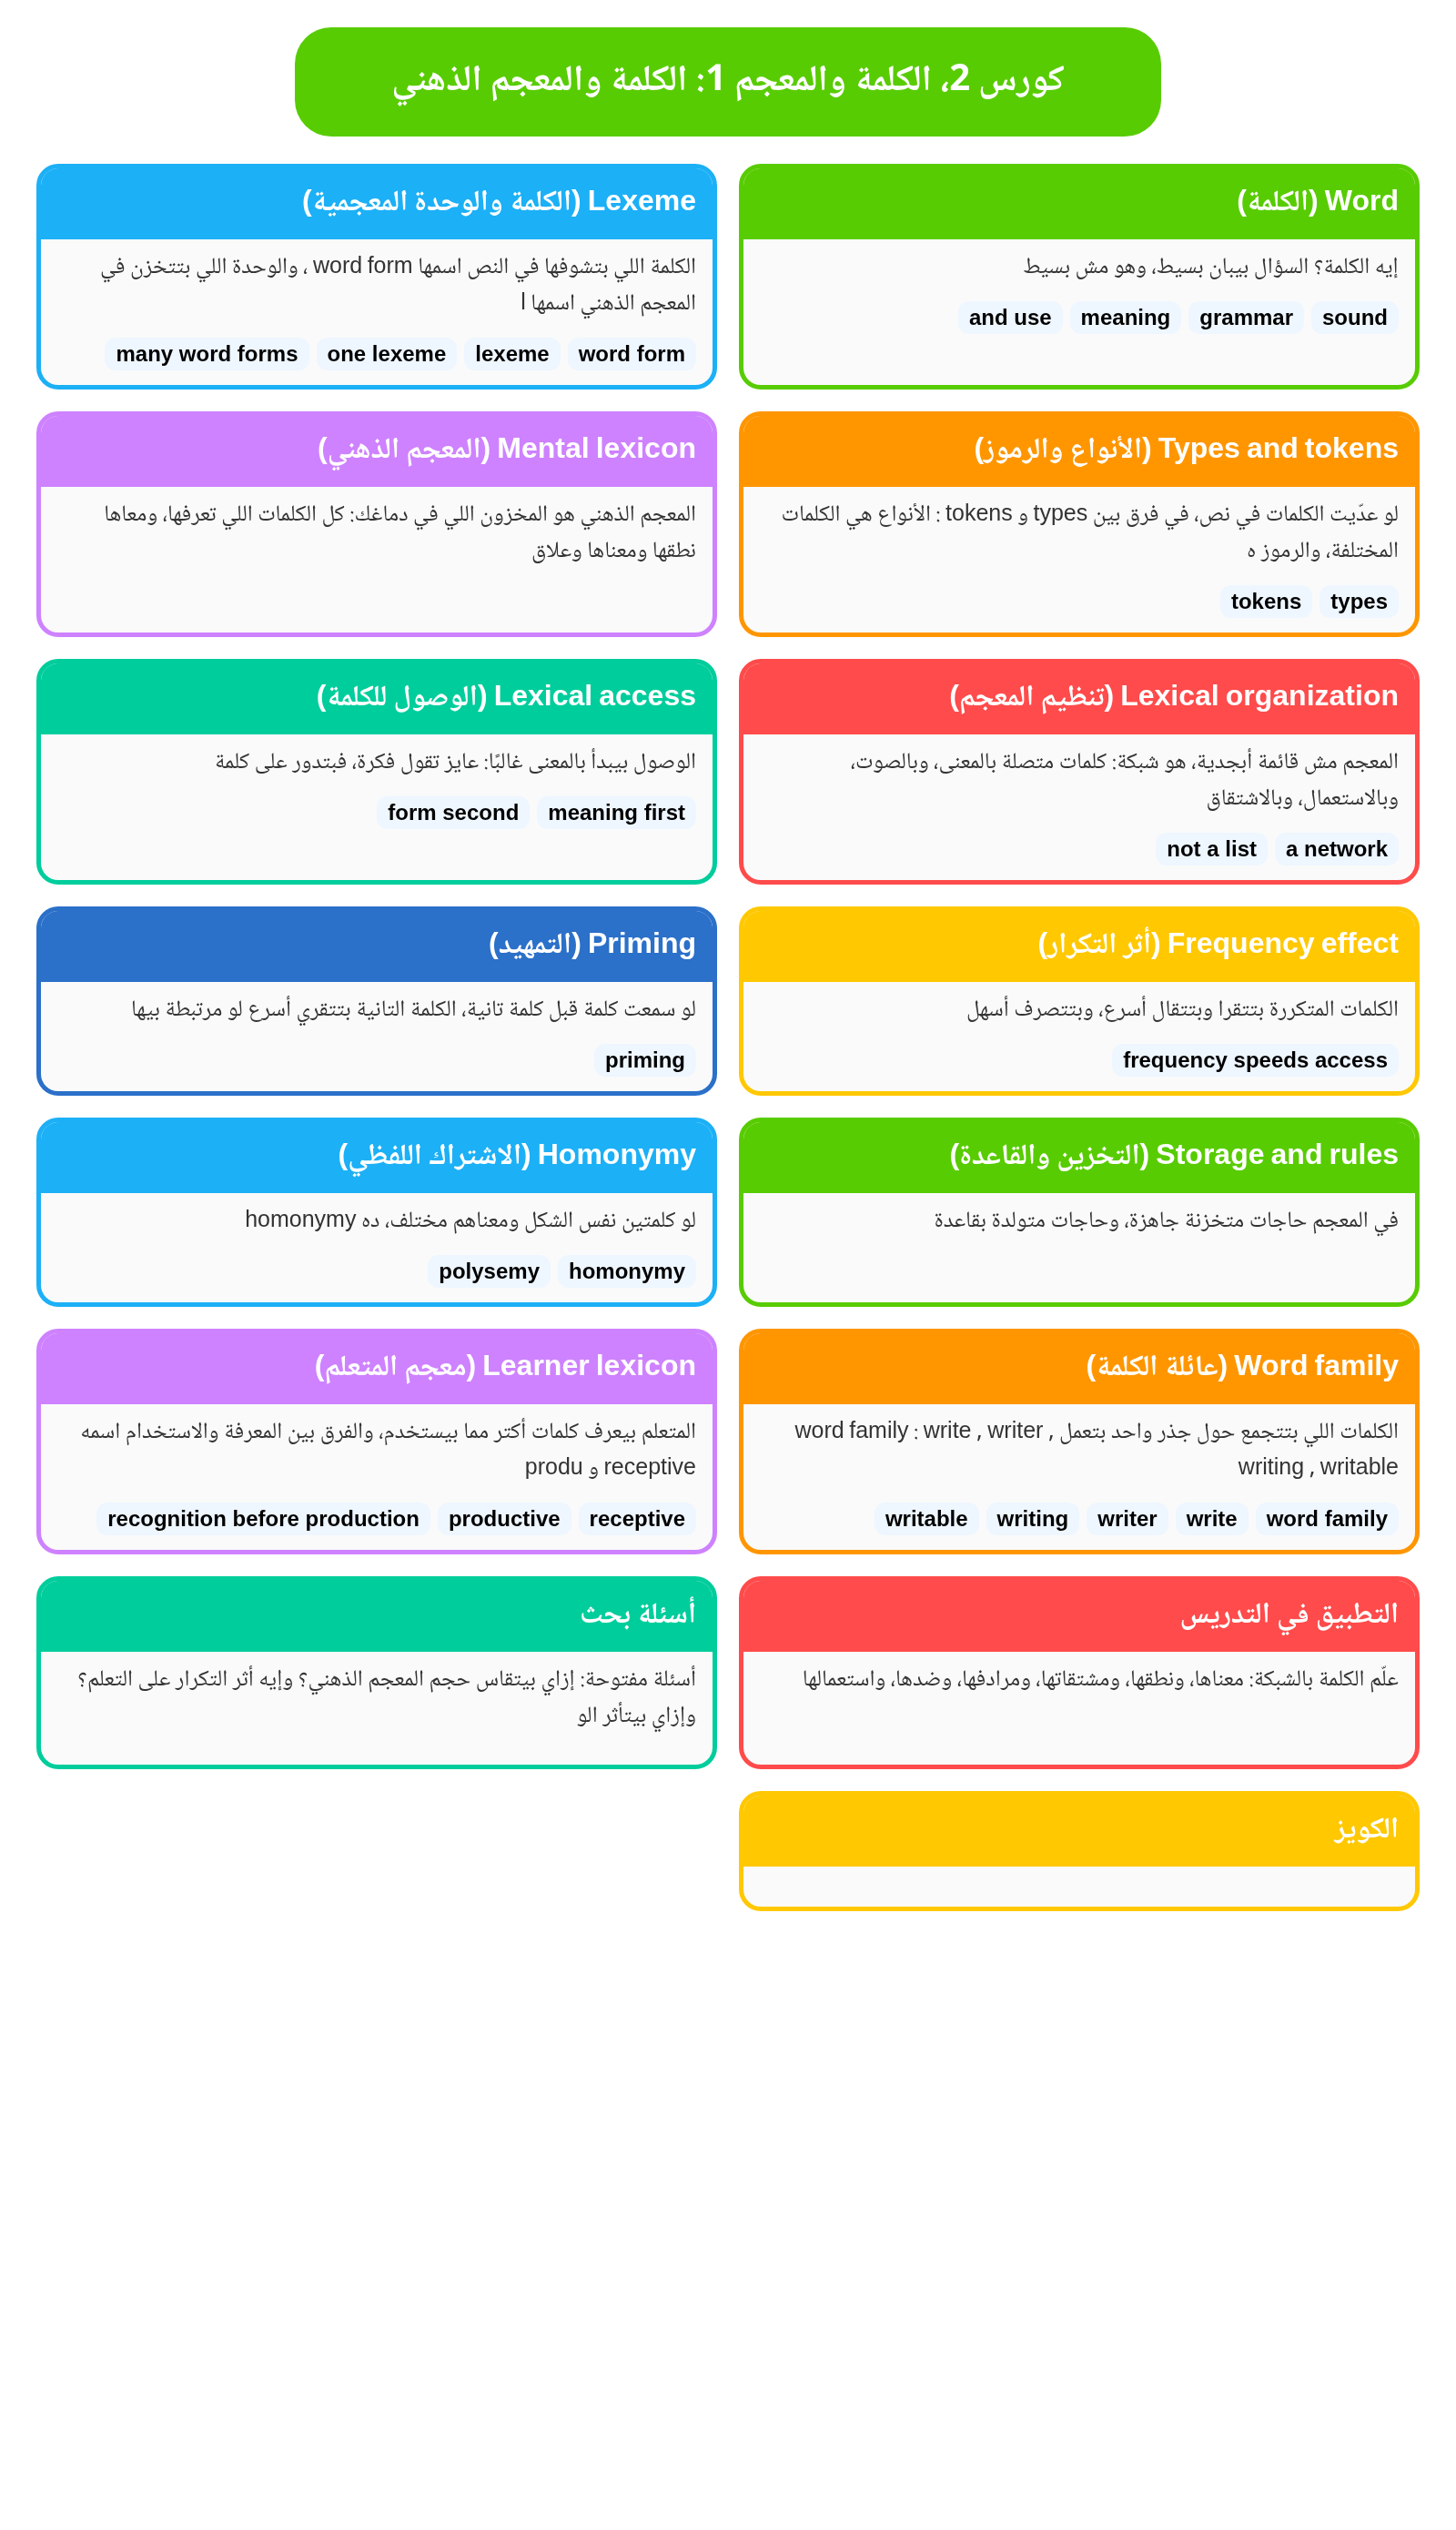 كورس 2، الكلمة والمعجم 1: الكلمة والمعجم الذهني
Word (الكلمة)
إيه الكلمة؟ السؤال بيبان بسيط، وهو مش بسيط
sound grammar meaning and use
Lexeme (الكلمة والوحدة المعجمية)
الكلمة اللي بتشوفها في النص اسمها word form ، والوحدة اللي بتتخزن في
المعجم الذهني اسمها l
word form lexeme one lexeme many word forms
Types and tokens (الأنواع والرموز)
لو عدّيت الكلمات في نص، في فرق بين types و tokens : الأنواع هي الكلمات
المختلفة، والرموز ه
types tokens
Mental lexicon (المعجم الذهني)
المعجم الذهني هو المخزون اللي في دماغك: كل الكلمات اللي تعرفها، ومعاها
نطقها ومعناها وعلاق
Lexical organization (تنظيم المعجم)
المعجم مش قائمة أبجدية، هو شبكة: كلمات متصلة بالمعنى، وبالصوت،
وبالاستعمال، وبالاشتقاق
a network not a list
Lexical access (الوصول للكلمة)
الوصول بيبدأ بالمعنى غالبًا: عايز تقول فكرة، فبتدور على كلمة
meaning first form second
Frequency effect (أثر التكرار)
الكلمات المتكررة بتتقرا وبتتقال أسرع، وبتتصرف أسهل
frequency speeds access
Priming (التمهيد)
لو سمعت كلمة قبل كلمة تانية، الكلمة التانية بتتقري أسرع لو مرتبطة بيها
priming
Storage and rules (التخزين والقاعدة)
في المعجم حاجات متخزنة جاهزة، وحاجات متولدة بقاعدة
Homonymy (الاشتراك اللفظي)
لو كلمتين نفس الشكل ومعناهم مختلف، ده homonymy
homonymy polysemy
Word family (عائلة الكلمة)
الكلمات اللي بتتجمع حول جذر واحد بتعمل word family : write , writer ,
writing , writable
word family write writer writing writable
Learner lexicon (معجم المتعلم)
المتعلم بيعرف كلمات أكتر مما بيستخدم، والفرق بين المعرفة والاستخدام اسمه
receptive و produ
receptive productive recognition before production
التطبيق في التدريس
علّم الكلمة بالشبكة: معناها، ونطقها، ومشتقاتها، ومرادفها، وضدها، واستعمالها
أسئلة بحث
أسئلة مفتوحة: إزاي بيتقاس حجم المعجم الذهني؟ وإيه أثر التكرار على التعلم؟
وإزاي بيتأثر الو
الكويز